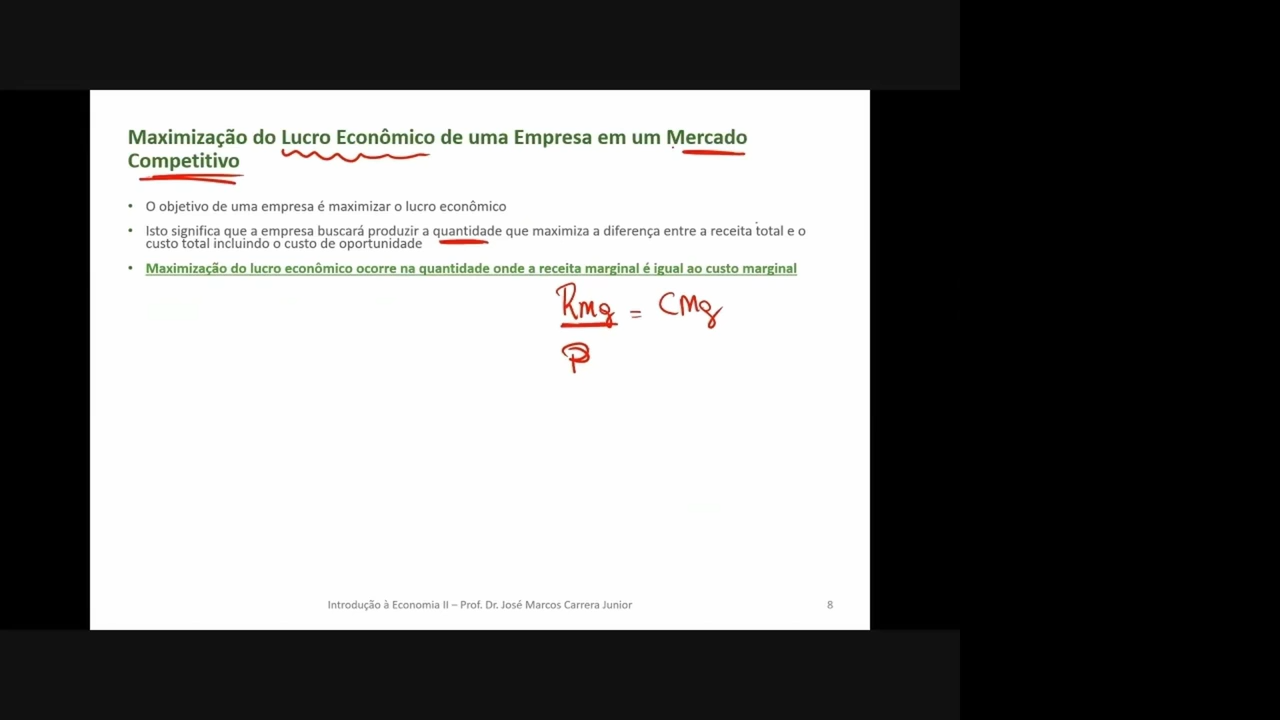 Maximização do Lucro Econômico de uma Empresa em um Mercado
Competitivo
• O objetivo de uma empresa é maximizar o lucro econômico
• Isto significa que a empresa buscará produzir a quantidade que maximiza a diferença entre a receita total e o
custo total incluindo o custo de oportunidade
• Maximização do lucro econômico ocorre na quantidade onde a receita marginal é igual ao custo marginal
RMg = CMg
P
Introdução à Economia II – Prof. Dr. José Marcos Carrera Junior 8